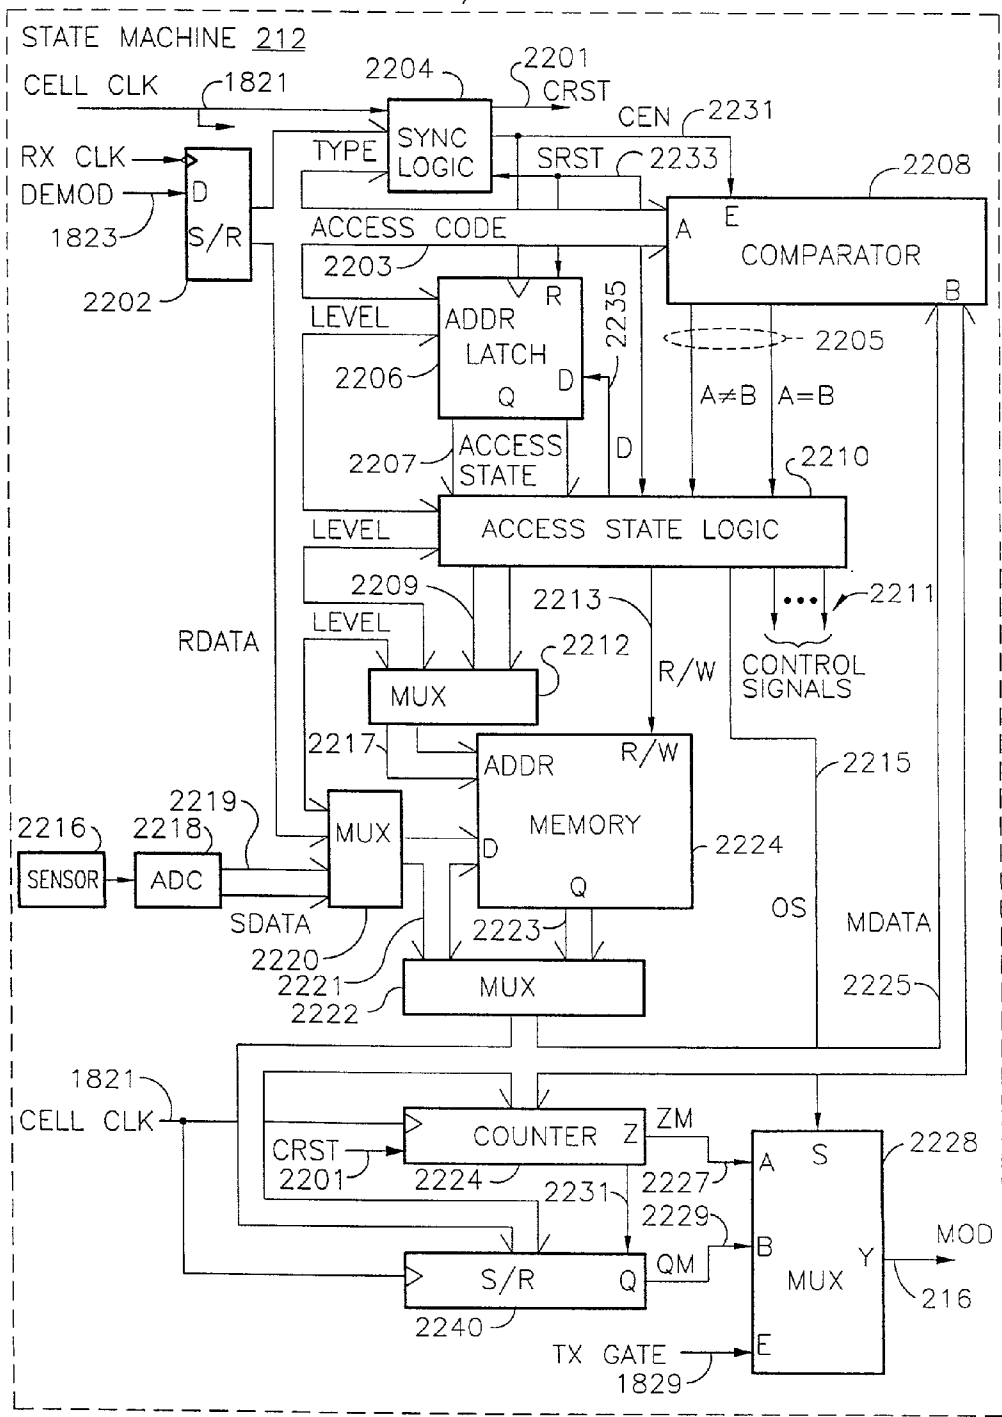 STATE MACHINE 212
2204
2201
CELL CLK
1821
CRST
CEN
2231
SYNC
LOGIC
TYPE
SRST
2233
2208
RX CLK
DEMOD
D
1823
S/R
2202
ACCESS CODE
2203
A
E
COMPARATOR
B
R
2235
ADDR
LATCH
LEVEL
2206
D
Q
2205
A≠B
A=B
2207
ACCESS
STATE
D
2210
ACCESS STATE LOGIC
LEVEL
2209
2213
2211
•••
LEVEL
2212
RDATA
R/W
CONTROL
SIGNALS
MUX
2217
R/W
ADDR
2215
2219
2216
2218
MUX
MEMORY
D
2224
SENSOR
ADC
Q
SDATA
2223
OS
MDATA
2220
2221
2222
MUX
2225
1821
CELL CLK
COUNTER
Z
ZM
CRST
2201
2224
2231
2227
A
S
2228
2229
B
MOD
Y
S/R
Q
QM
MUX
216
2240
TX GATE
E
1829